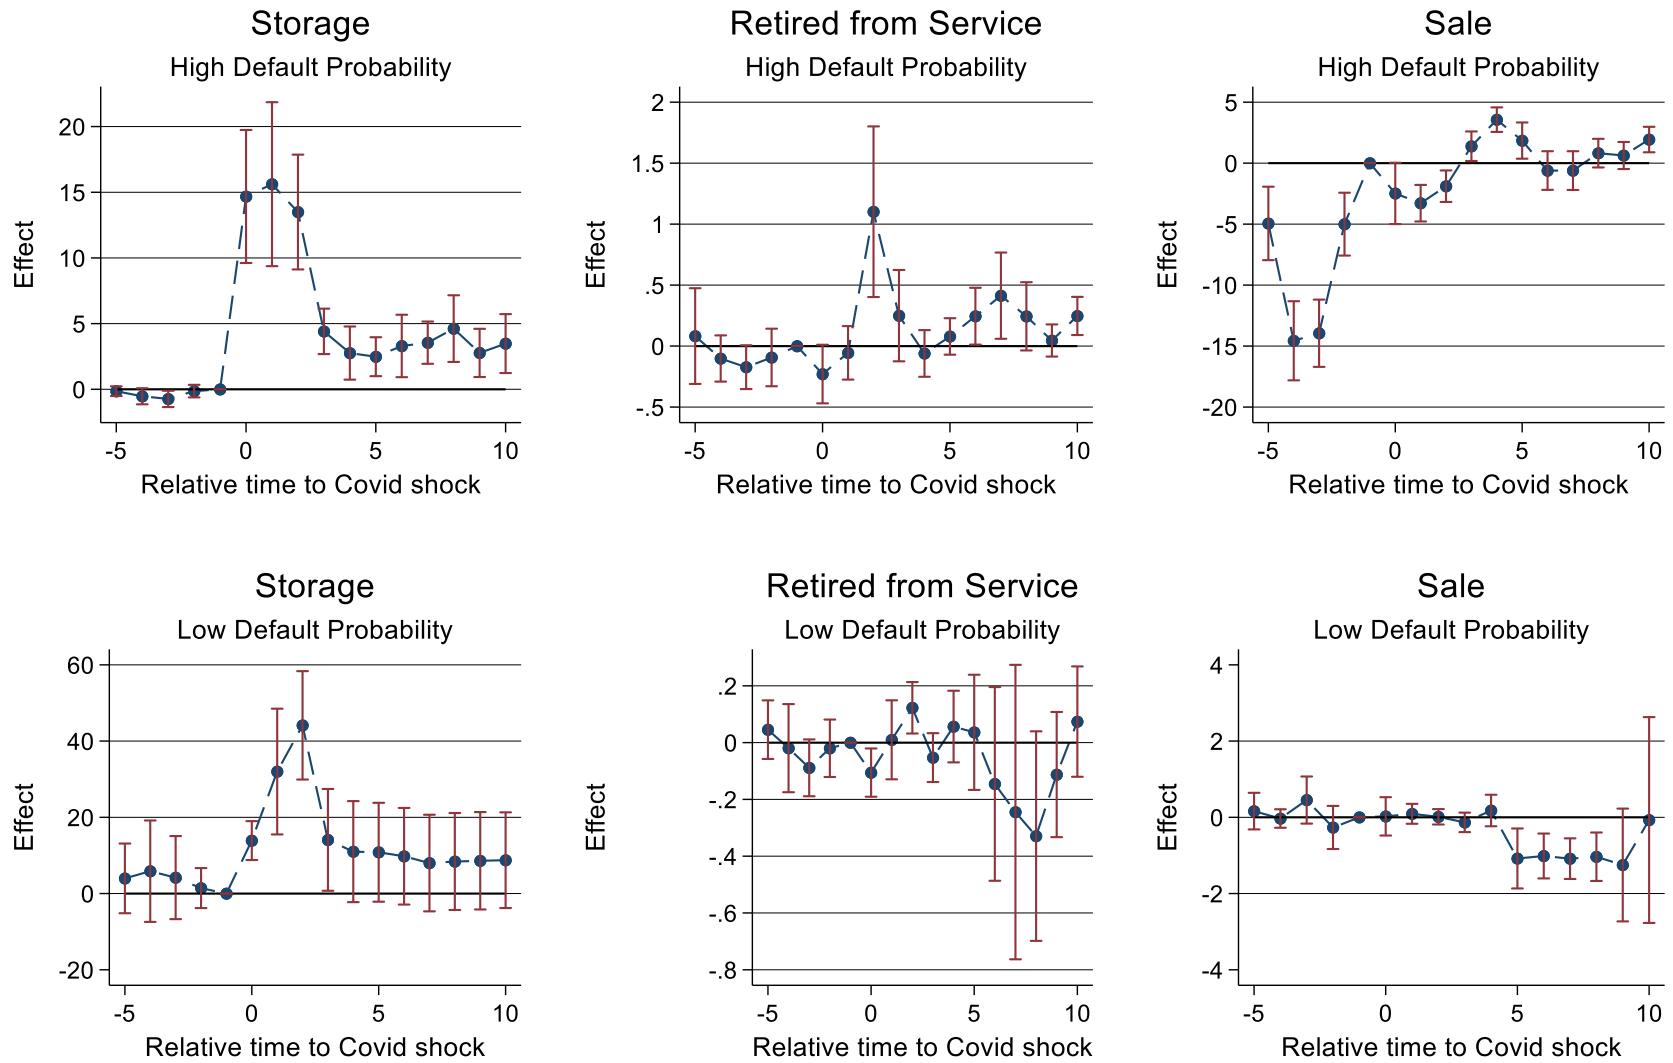 Storage
High Default Probability
20
15
10
5
0
Effect
-5 0 5 10
Relative time to Covid shock
Retired from Service
High Default Probability
2
1.5
1
.5
0
-.5
Effect
-5 0 5 10
Relative time to Covid shock
Sale
High Default Probability
5
0
-5
-10
-15
-20
Effect
-5 0 5 10
Relative time to Covid shock
Storage
Low Default Probability
60
40
20
0
-20
Effect
-5 0 5 10
Relative time to Covid shock
Retired from Service
Low Default Probability
.2
0
-.2
-.4
-.6
-.8
Effect
-5 0 5 10
Relative time to Covid shock
Sale
Low Default Probability
4
2
0
-2
-4
Effect
-5 0 5 10
Relative time to Covid shock